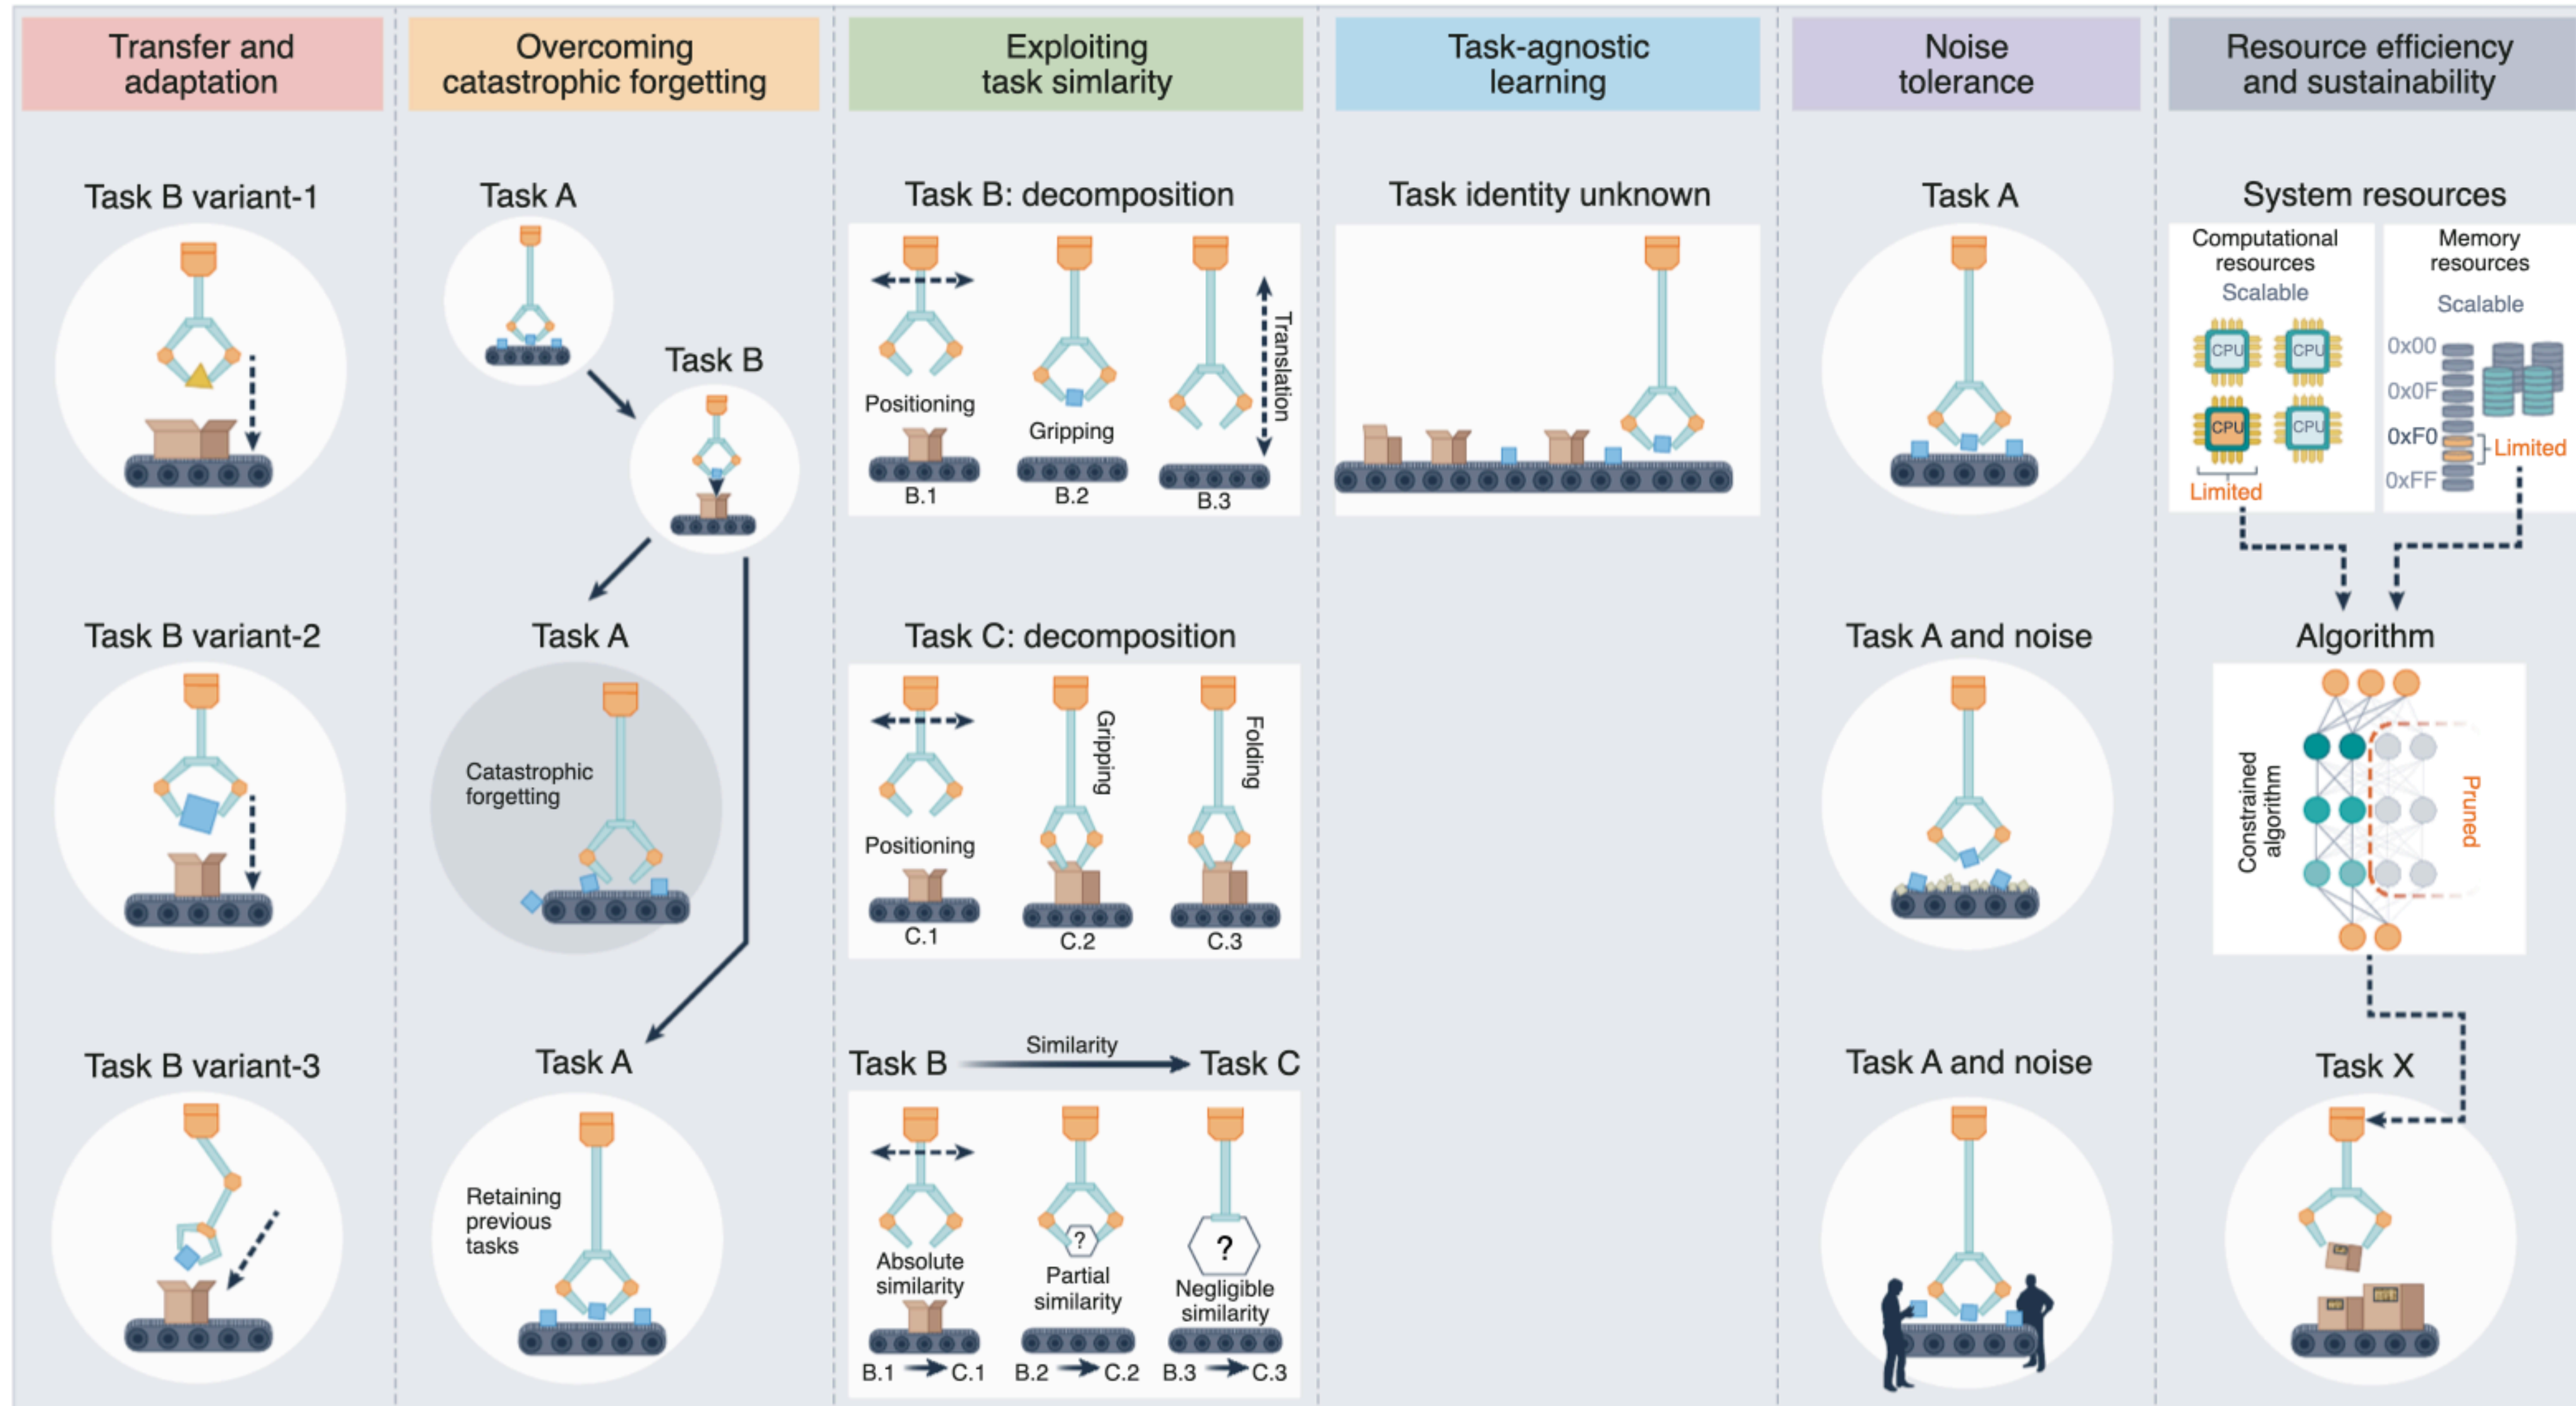 Transfer and
adaptation
Task B variant-1
Task B variant-2
Task B variant-3
Overcoming
catastrophic forgetting
Task A
Task B
Task A
Catastrophic
forgetting
Task A
Retaining
previous
tasks
Exploiting
task simlarity
Task B: decomposition
Positioning
Gripping
Translation
B.1
B.2
B.3
Task C: decomposition
Positioning
Gripping
Folding
C.1
C.2
C.3
Task B
Similarity
Task C
Absolute
similarity
?
Partial
similarity
?
Negligible
similarity
B.1 C.1
B.2 C.2
B.3 C.3
Task-agnostic
learning
Task identity unknown
Noise
tolerance
Task A
Task A and noise
Task A and noise
Resource efficiency
and sustainability
System resources
Computational
resources
Scalable
CPU
CPU
CPU
CPU
Limited
Memory
resources
Scalable
0x00
0x0F
0xF0
0xFF
Limited
Algorithm
Constrained
algorithm
Pruned
Task X